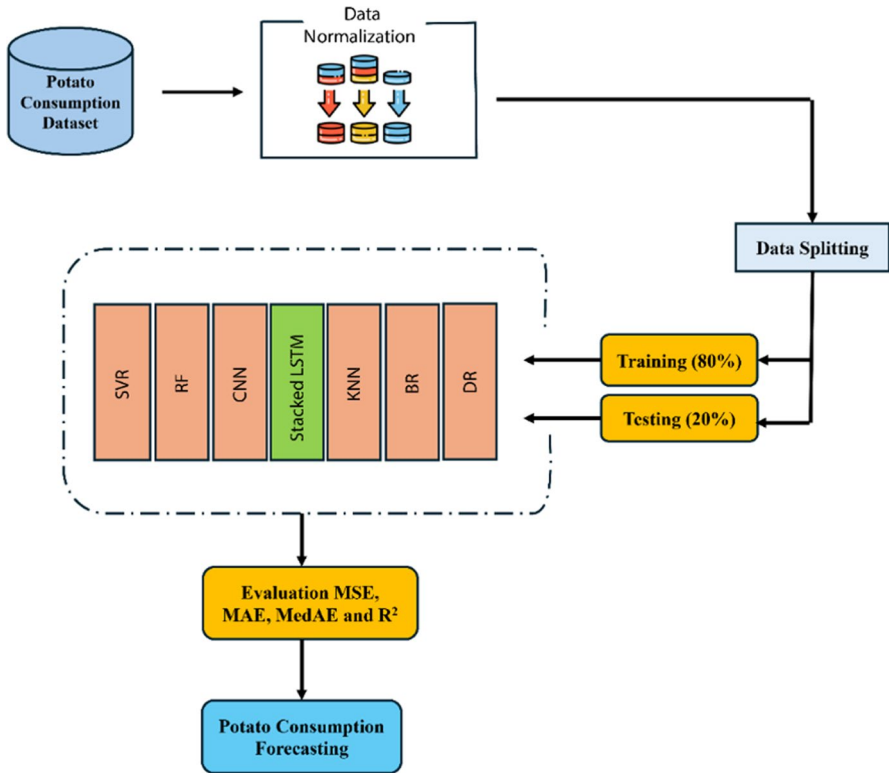 Potato
Consumption
Dataset
Data
Normalization
Data Splitting
Training (80%)
Testing (20%)
SVR
RF
CNN
Stacked LSTM
KNN
BR
DR
Evaluation MSE,
MAE, MedAE and R²
Potato Consumption
Forecasting